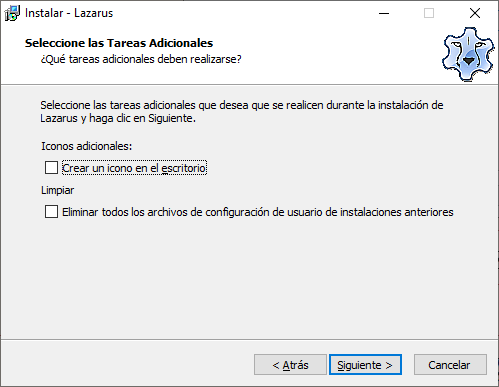 Instalar - Lazarus
Seleccione las Tareas Adicionales
¿Qué tareas adicionales deben realizarse?
Seleccione las tareas adicionales que desea que se realicen durante la instalación de
Lazarus y haga clic en Siguiente.
Iconos adicionales:
Crear un icono en el escritorio
Limpiar
Eliminar todos los archivos de configuración de usuario de instalaciones anteriores
< Atrás
Siguiente >
Cancelar